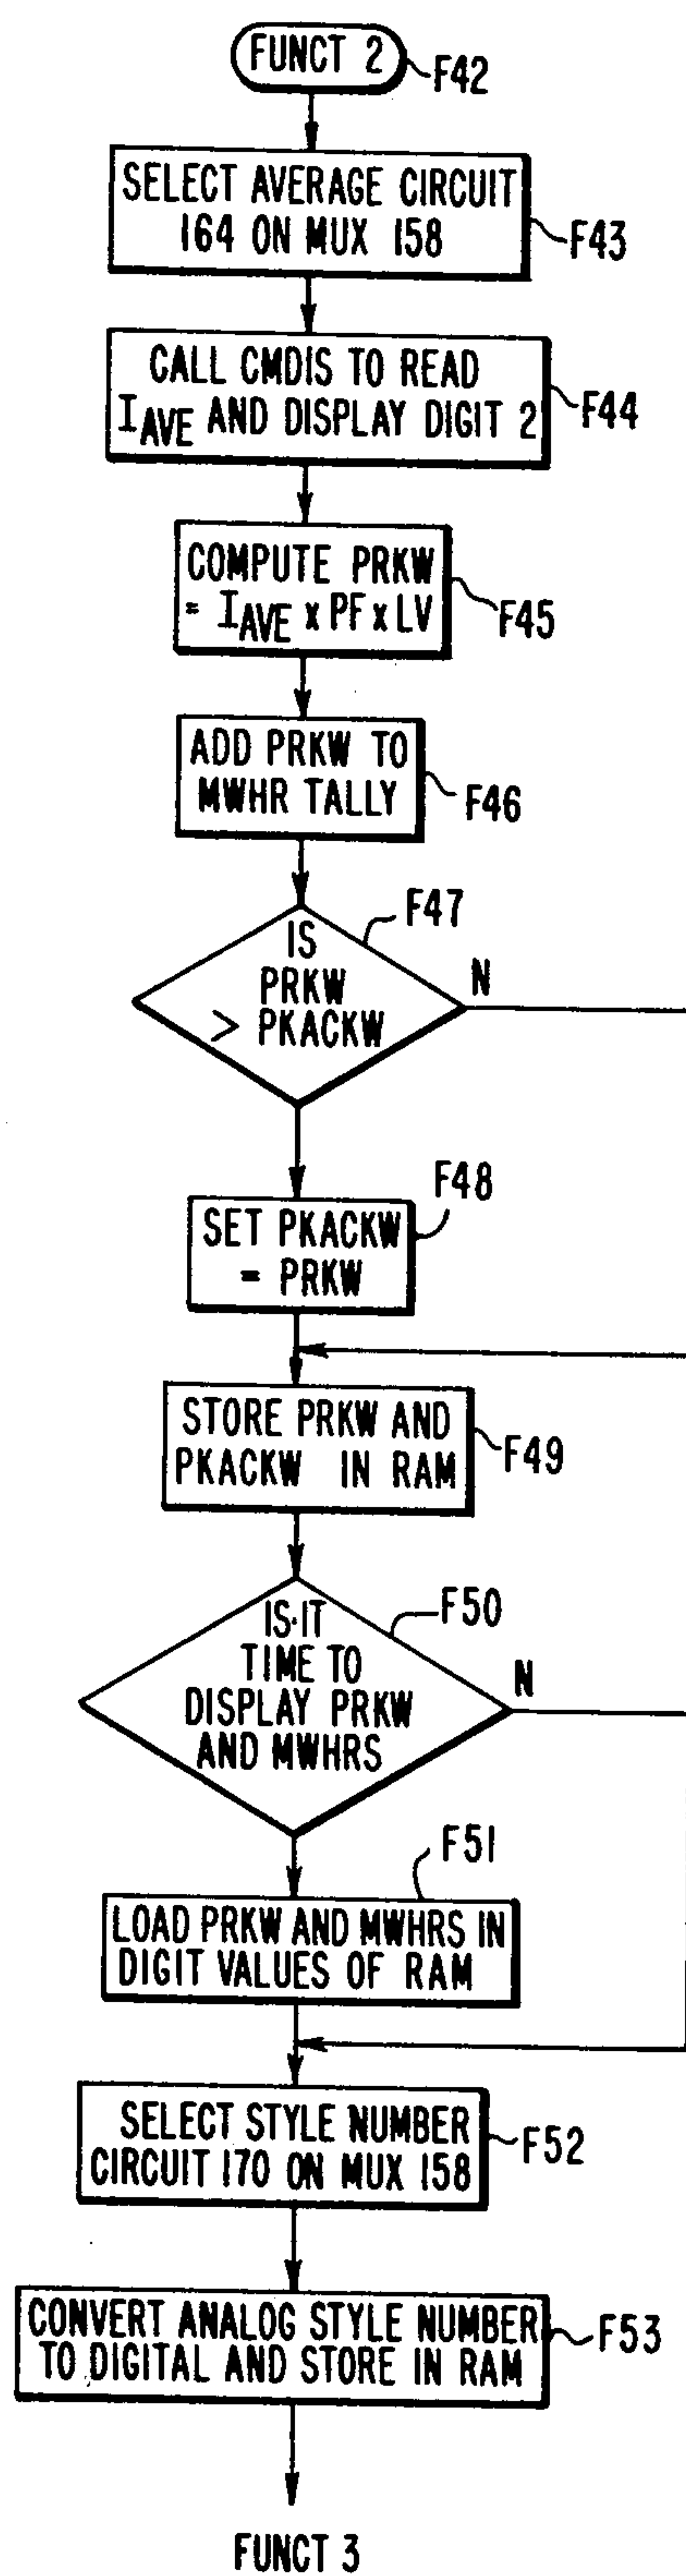 FUNCT 2
F42
SELECT AVERAGE CIRCUIT
164 ON MUX 158
F43
CALL CMDIS TO READ
IAVE AND DISPLAY DIGIT 2
F44
COMPUTE PRKW
= IAVE x PF x LV
F45
ADD PRKW TO
MWHR TALLY
F46
F47
IS
PRKW
> PKACKW
N
F48
SET PKACKW
= PRKW
STORE PRKW AND
PKACKW IN RAM
F49
F50
IS IT
TIME TO
DISPLAY PRKW
AND MWHRS
N
F51
LOAD PRKW AND MWHRS IN
DIGIT VALUES OF RAM
SELECT STYLE NUMBER
CIRCUIT 170 ON MUX 158
F52
CONVERT ANALOG STYLE NUMBER
TO DIGITAL AND STORE IN RAM
F53
FUNCT 3